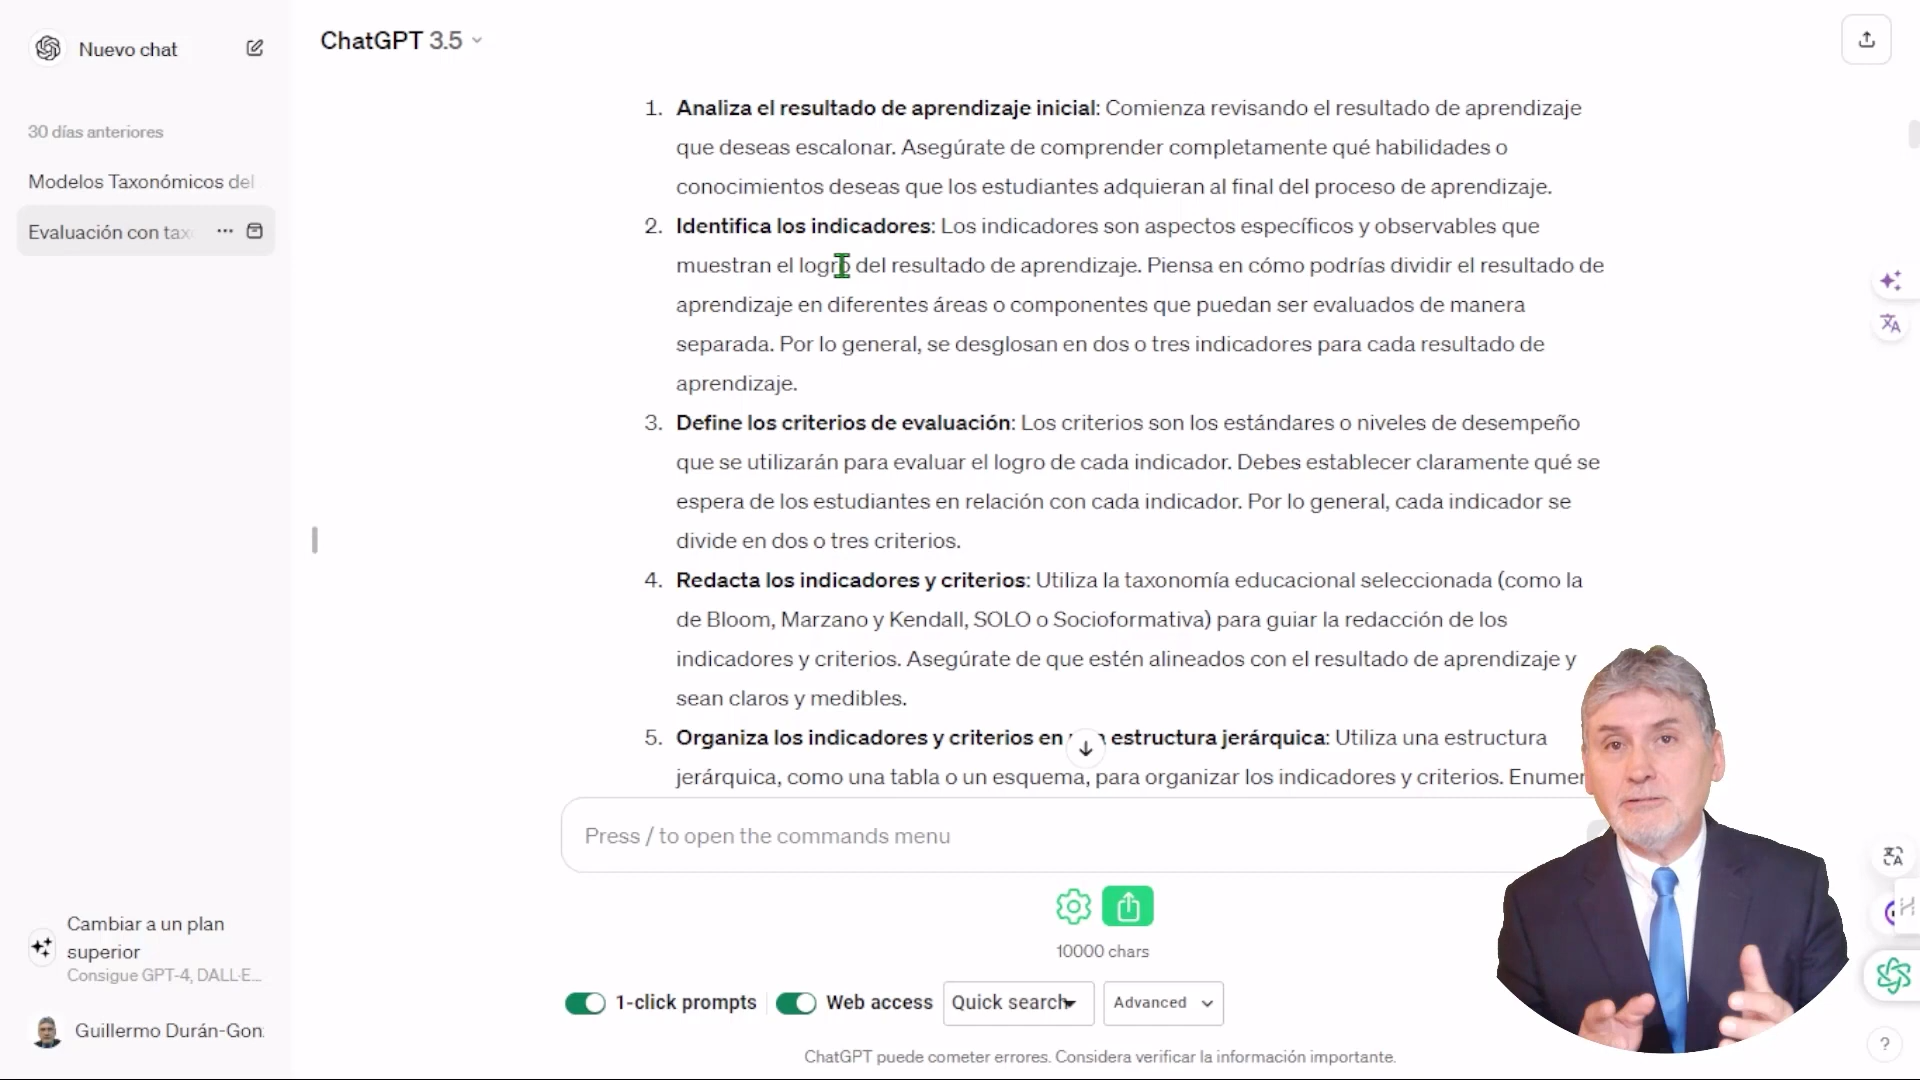 Nuevo chat
ChatGPT 3.5
30 días anteriores
Modelos Taxonómicos del
Evaluación con tax
1. Analiza el resultado de aprendizaje inicial: Comienza revisando el resultado de aprendizaje
que deseas escalonar. Asegúrate de comprender completamente qué habilidades o
conocimientos deseas que los estudiantes adquieran al final del proceso de aprendizaje.
2. Identifica los indicadores: Los indicadores son aspectos específicos y observables que
muestran el logro del resultado de aprendizaje. Piensa en cómo podrías dividir el resultado de
aprendizaje en diferentes áreas o componentes que puedan ser evaluados de manera
separada. Por lo general, se desglosan en dos o tres indicadores para cada resultado de
aprendizaje.
3. Define los criterios de evaluación: Los criterios son los estándares o niveles de desempeño
que se utilizarán para evaluar el logro de cada indicador. Debes establecer claramente qué se
espera de los estudiantes en relación con cada indicador. Por lo general, cada indicador se
divide en dos o tres criterios.
4. Redacta los indicadores y criterios: Utiliza la taxonomía educacional seleccionada (como la
de Bloom, Marzano y Kendall, SOLO o Socioformativa) para guiar la redacción de los
indicadores y criterios. Asegúrate de que estén alineados con el resultado de aprendizaje y
sean claros y medibles.
5. Organiza los indicadores y criterios en estructura jerárquica: Utiliza una estructura
jerárquica, como una tabla o un esquema, para organizar los indicadores y criterios. Enumer
Press / to open the commands menu
10000 chars
1-click prompts
Web access
Quick search
Advanced
ChatGPT puede cometer errores. Considera verificar la información importante.
Cambiar a un plan
superior
Consigue GPT-4, DALL·E...
Guillermo Durán-Gon
?